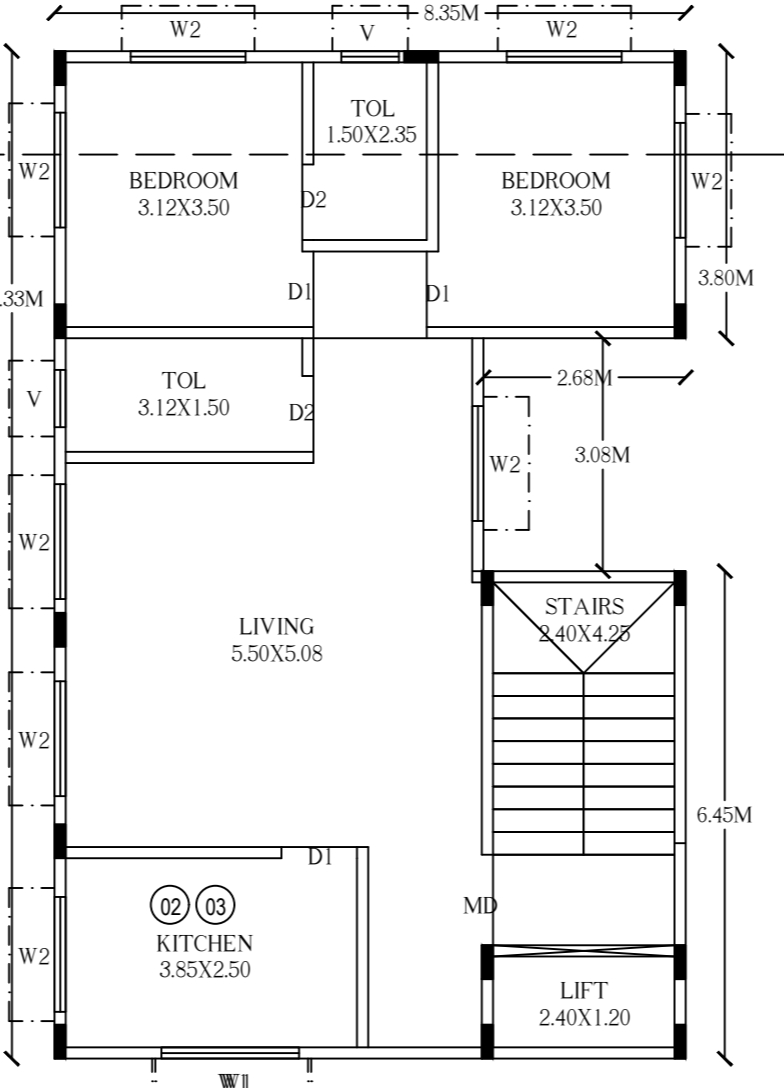 8.35M
W2
V
W2
TOL
1.50X2.35
W2
BEDROOM
3.12X3.50
BEDROOM
3.12X3.50
W2
D2
D1
D1
3.80M
.33M
TOL
3.12X1.50
2.68M
V
D2
W2
3.08M
W2
LIVING
5.50X5.08
STAIRS
2.40X4.25
W2
6.45M
D1
02 03
MD
KITCHEN
3.85X2.50
W2
LIFT
2.40X1.20
W1